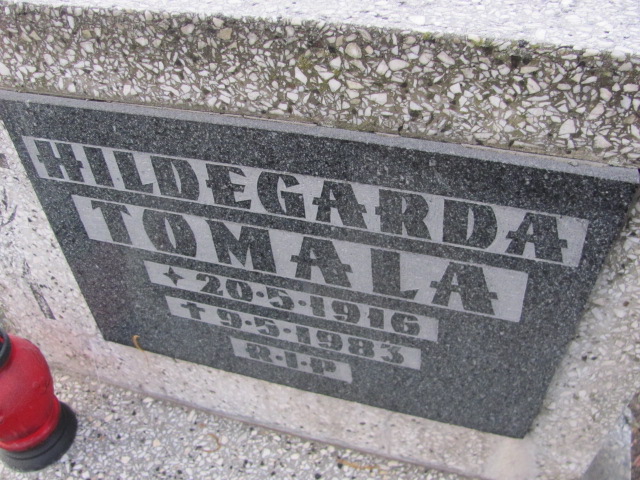 HILDEGARDA
TOMALA
✦ 20·5·1916
✝ 9·5·1983
R·I·P